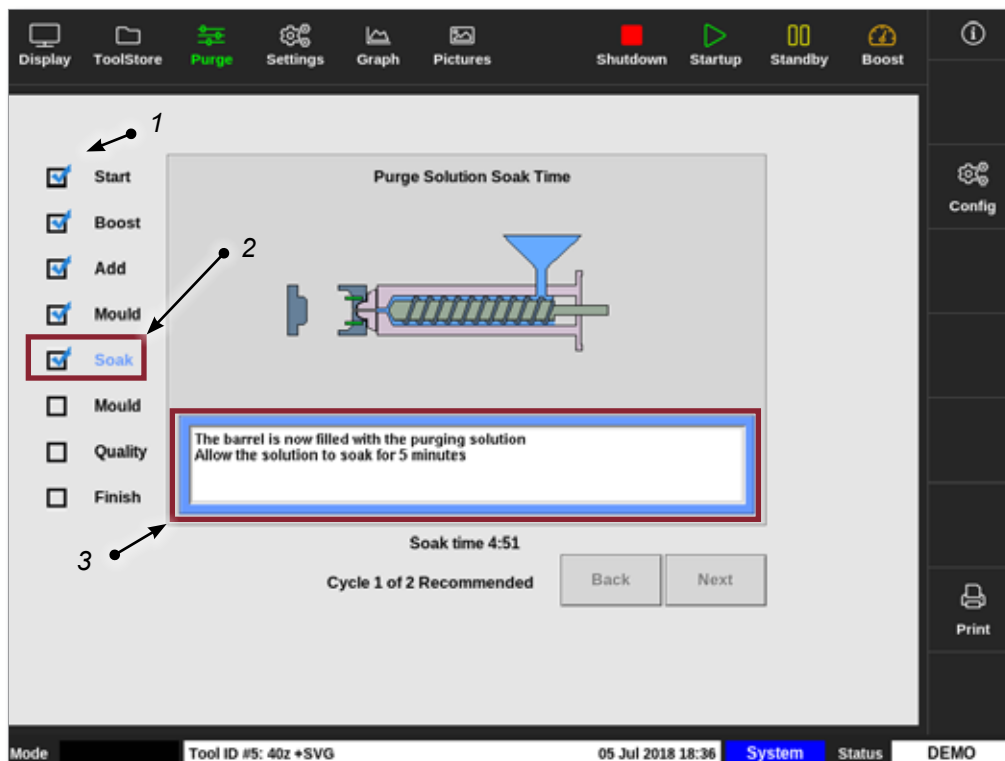 Display ToolStore Purge Settings Graph Pictures Shutdown Startup Standby Boost
Config
Print
1
2
3
Start
Boost
Add
Mould
Soak
Mould
Quality
Finish
Purge Solution Soak Time
The barrel is now filled with the purging solution
Allow the solution to soak for 5 minutes
Soak time 4:51
Cycle 1 of 2 Recommended
Back Next
Mode Tool ID #5: 40z +SVG 05 Jul 2018 18:36 System Status DEMO